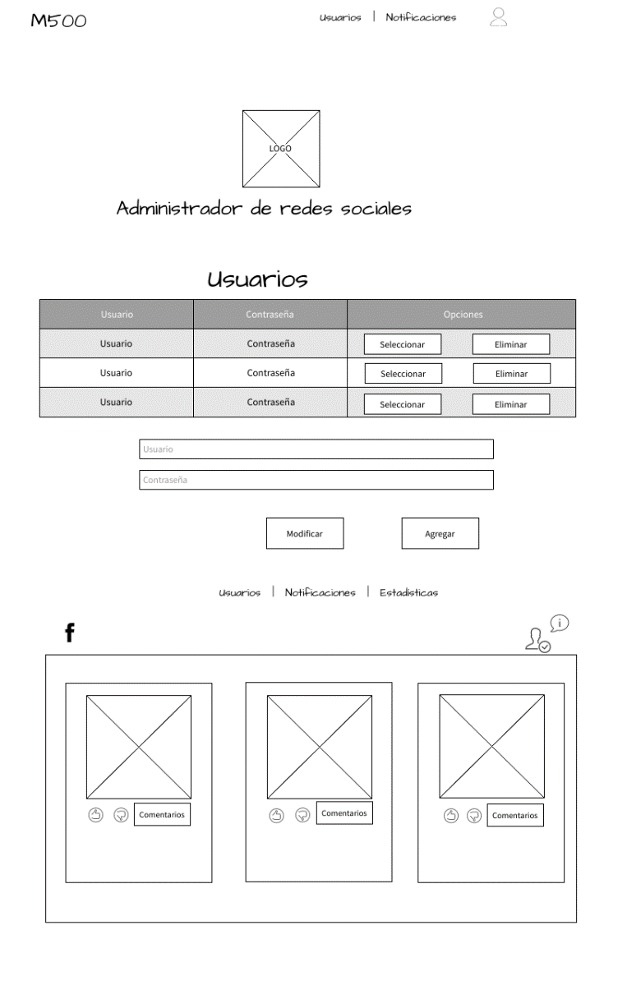 M500
Usuarios | Notificaciones
LOGO
Administrador de redes sociales
Usuarios
Usuario Contraseña Opciones
Usuario Contraseña Seleccionar Eliminar
Usuario Contraseña Seleccionar Eliminar
Usuario Contraseña Seleccionar Eliminar
Usuario
Contraseña
Modificar Agregar
Usuarios | Notificaciones | Estadísticas
f
Comentarios Comentarios Comentarios